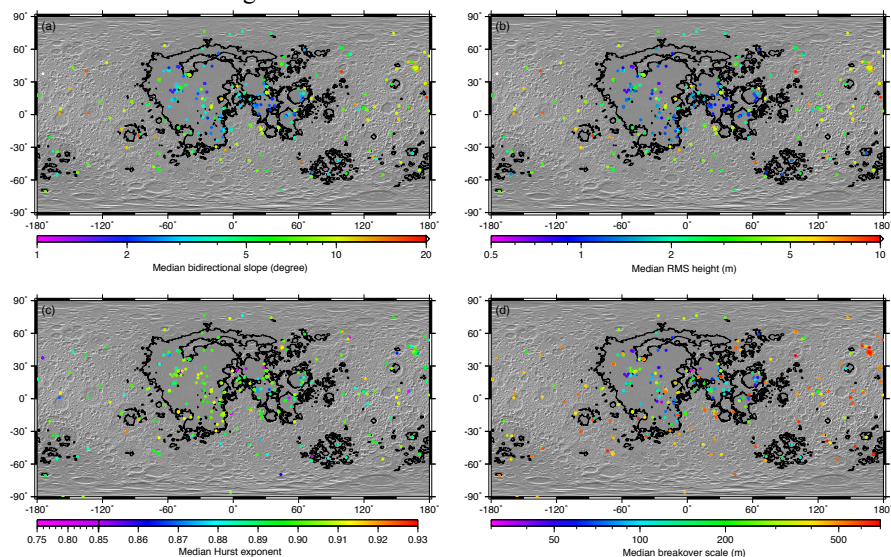 (a)
90˚ 60˚ 30˚ 0˚ -30˚ -60˚ -90˚
-180˚ -120˚ -60˚ 0˚ 60˚ 120˚ 180˚
1 2 5 10 20
Median bidirectional slope (degree)
(b)
90˚ 60˚ 30˚ 0˚ -30˚ -60˚ -90˚
-180˚ -120˚ -60˚ 0˚ 60˚ 120˚ 180˚
0.5 1 2 5 10
Median RMS height (m)
(c)
90˚ 60˚ 30˚ 0˚ -30˚ -60˚ -90˚
-180˚ -120˚ -60˚ 0˚ 60˚ 120˚ 180˚
0.75 0.80 0.85 0.86 0.87 0.88 0.89 0.90 0.91 0.92 0.93
Median Hurst exponent
(d)
90˚ 60˚ 30˚ 0˚ -30˚ -60˚ -90˚
-180˚ -120˚ -60˚ 0˚ 60˚ 120˚ 180˚
50 100 200 500
Median breakover scale (m)